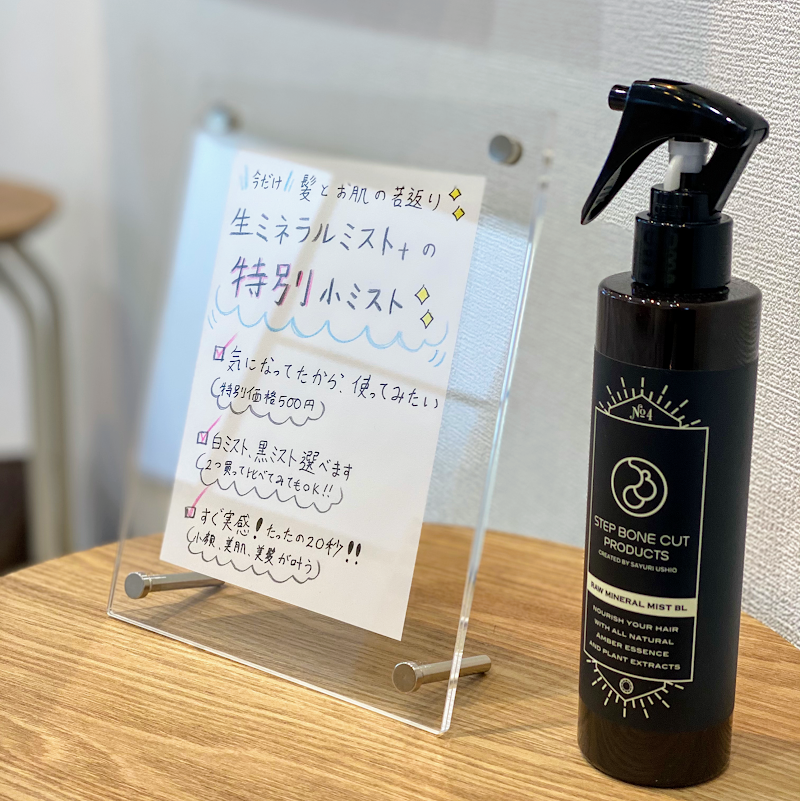 今だけ 髪とお肌の若返り
生ミネラルミスト+の
特別小ミスト
気になってたから、使ってみたい
特別価格500円
白ミスト、黒ミスト選べます
2つ買って比べてみてもOK!!
すぐ実感!たったの20秒!!
小顔、美肌、美髪が叶う
№4
STEP BONE CUT
PRODUCTS
CREATED BY SAYURI USHIO
RAW MINERAL MIST BL
NOURISH YOUR HAIR
WITH ALL NATURAL
AMBER ESSENCE
AND PLANT EXTRACTS